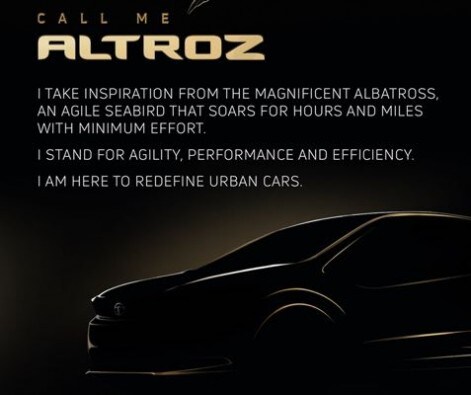 CALL ME
ALTROZ
I TAKE INSPIRATION FROM THE MAGNIFICENT ALBATROSS,
AN AGILE SEABIRD THAT SOARS FOR HOURS AND MILES
WITH MINIMUM EFFORT.
I STAND FOR AGILITY, PERFORMANCE AND EFFICIENCY.
I AM HERE TO REDEFINE URBAN CARS.